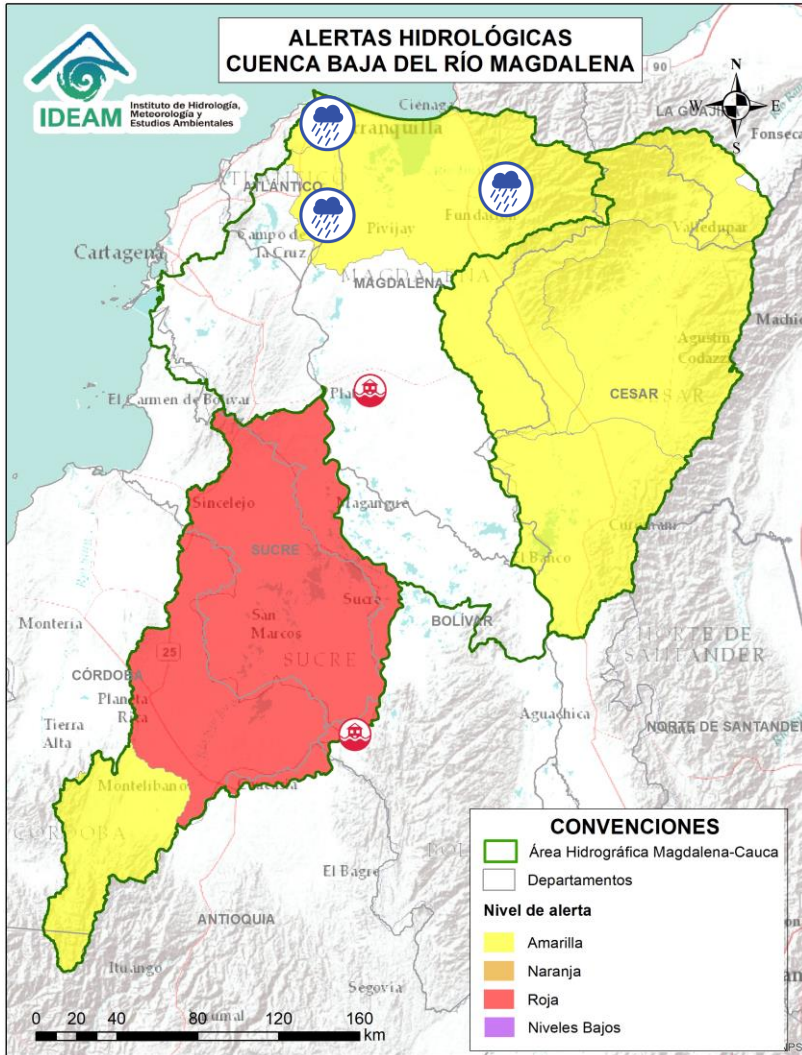 ALERTAS HIDROLÓGICAS
CUENCA BAJA DEL RÍO MAGDALENA
IDEAM
Instituto de Hidrología,
Meteorología y
Estudios Ambientales
90
N
W E
S
Ciénaga
LA GUAJI
Fonseca
ATLÁNTICO
Valledupar
Cartagena
Campo de
la Cruz
Pivijay
MAGDALENA
MAGDALENA
Agustín
Codazzi
CESAR
El Carmen de Bolívar
Sincelejo
Magangué
SUCRE
El Banco
Sucre
San
Marcos
BOLÍVAR
SUCRE
Montería
25
NORTE DE
SANTANDER
CÓRDOBA
Planeta
Rica
Tierra
Alta
Aguachica
NORTE DE SANTANDER
Montelíbano
CÓRDOBA
El Bagre
ANTIOQUIA
Ituango
Segovia
CONVENCIONES
Área Hidrográfica Magdalena-Cauca
Departamentos
Nivel de alerta
Amarilla
Naranja
Roja
Niveles Bajos
0 20 40 80 120 160
km